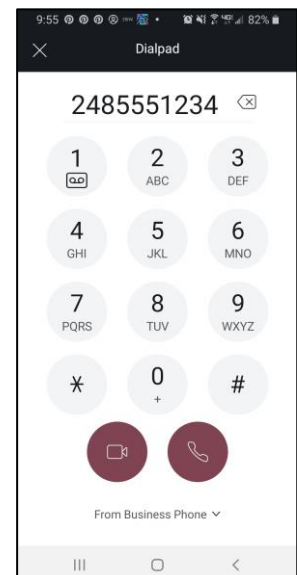 9:55 82%
Dialpad
2485551234
1 2 3
ABC DEF
4 5 6
GHI JKL MNO
7 8 9
PQRS TUV WXYZ
* 0 #
+
From Business Phone